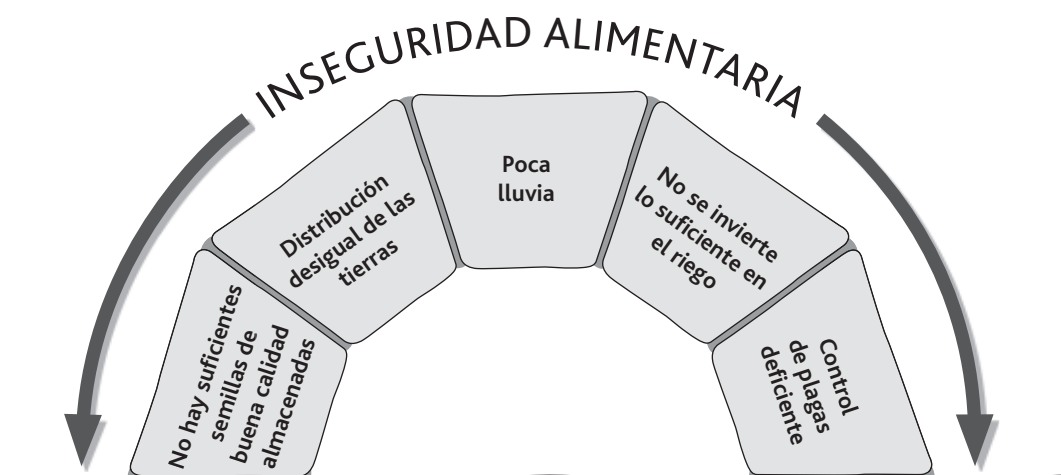 INSEGURIDAD ALIMENTARIA
No hay suficientes
semillas de
buena calidad
almacenadas
Distribución
desigual de las
tierras
Poca
lluvia
No se invierte
lo suficiente en
el riego
Control
de plagas
deficiente